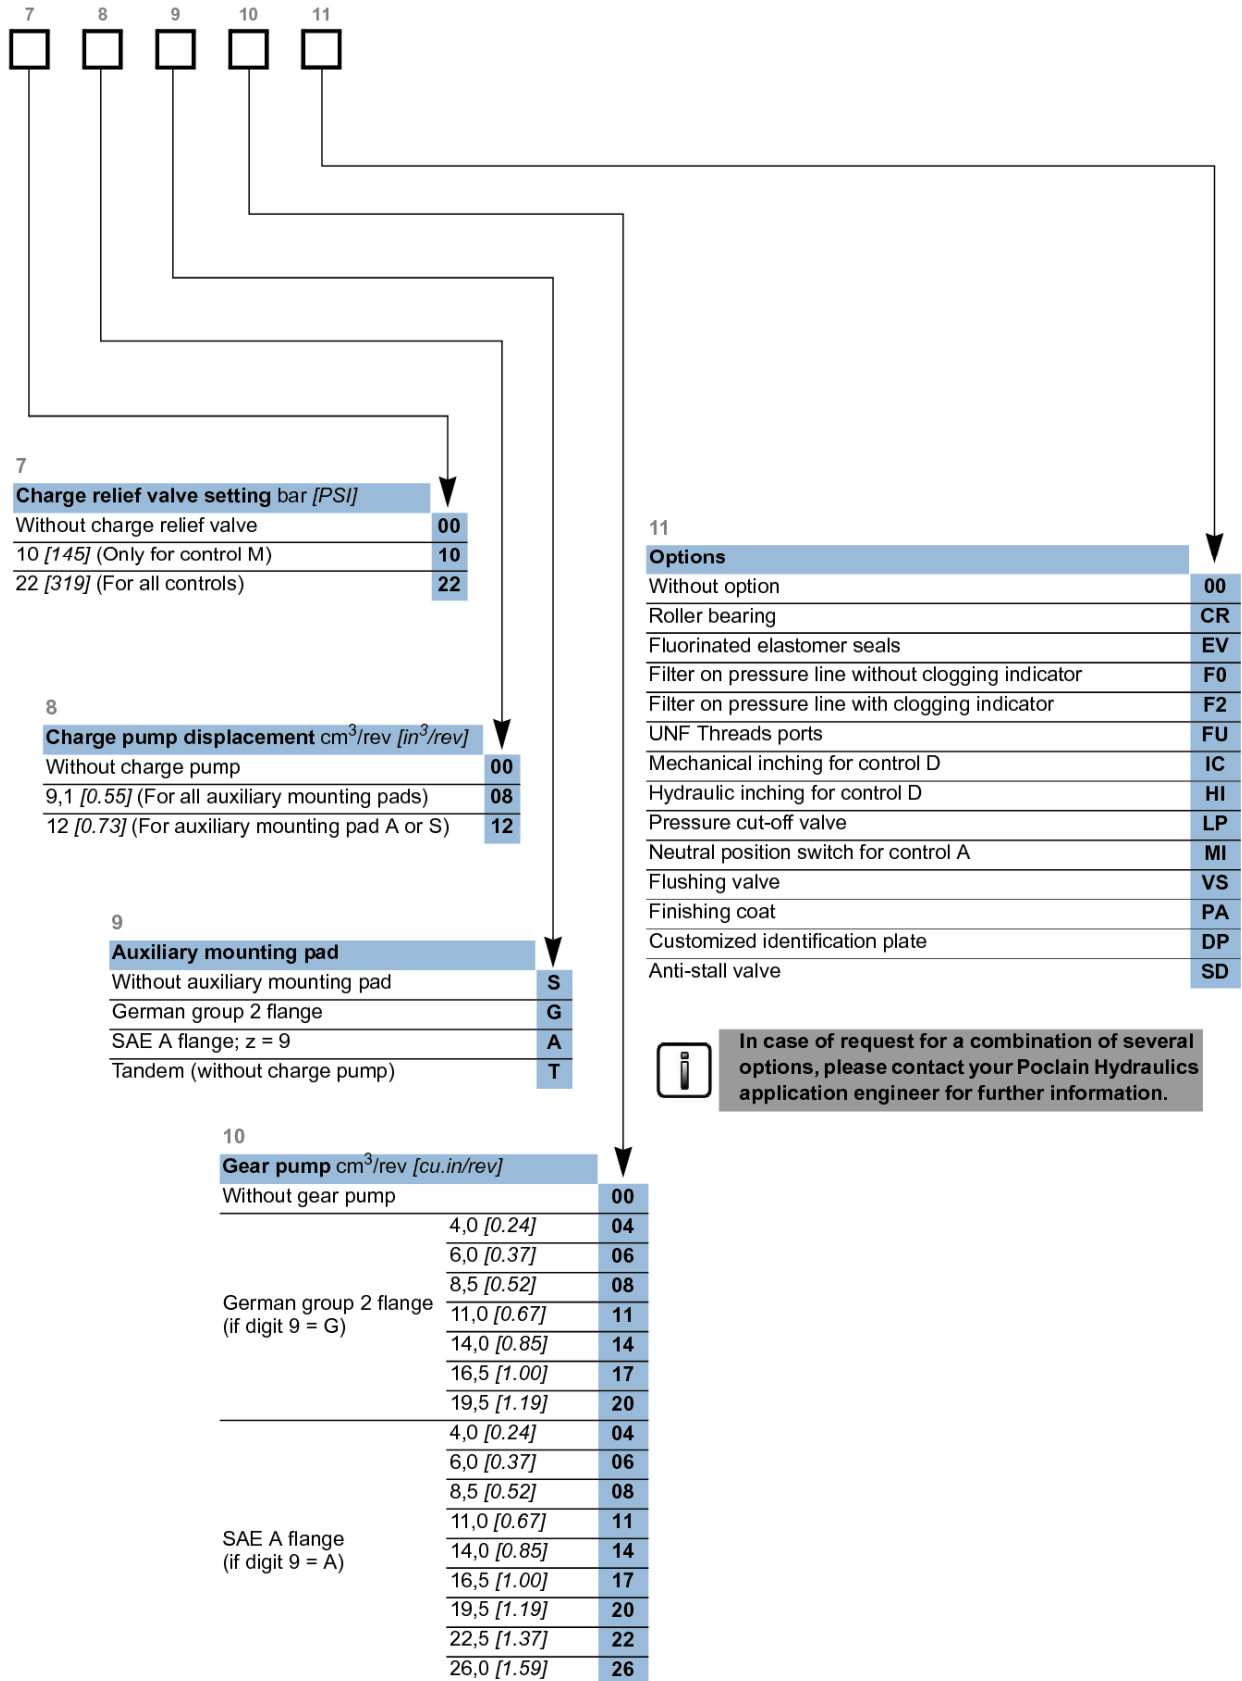 7 8 9 10 11
7
Charge relief valve setting bar [PSI]
Without charge relief valve 00
10 [145] (Only for control M) 10
22 [319] (For all controls) 22
8
Charge pump displacement cm³/rev [in³/rev]
Without charge pump 00
9,1 [0.55] (For all auxiliary mounting pads) 08
12 [0.73] (For auxiliary mounting pad A or S) 12
9
Auxiliary mounting pad
Without auxiliary mounting pad S
German group 2 flange G
SAE A flange; z = 9 A
Tandem (without charge pump) T
10
Gear pump cm³/rev [cu.in/rev]
Without gear pump 00
German group 2 flange
(if digit 9 = G)
4,0 [0.24] 04
6,0 [0.37] 06
8,5 [0.52] 08
11,0 [0.67] 11
14,0 [0.85] 14
16,5 [1.00] 17
19,5 [1.19] 20
SAE A flange
(if digit 9 = A)
4,0 [0.24] 04
6,0 [0.37] 06
8,5 [0.52] 08
11,0 [0.67] 11
14,0 [0.85] 14
16,5 [1.00] 17
19,5 [1.19] 20
22,5 [1.37] 22
26,0 [1.59] 26
11
Options
Without option 00
Roller bearing CR
Fluorinated elastomer seals EV
Filter on pressure line without clogging indicator F0
Filter on pressure line with clogging indicator F2
UNF Threads ports FU
Mechanical inching for control D IC
Hydraulic inching for control D HI
Pressure cut-off valve LP
Neutral position switch for control A MI
Flushing valve VS
Finishing coat PA
Customized identification plate DP
Anti-stall valve SD
i
In case of request for a combination of several
options, please contact your Poclain Hydraulics
application engineer for further information.